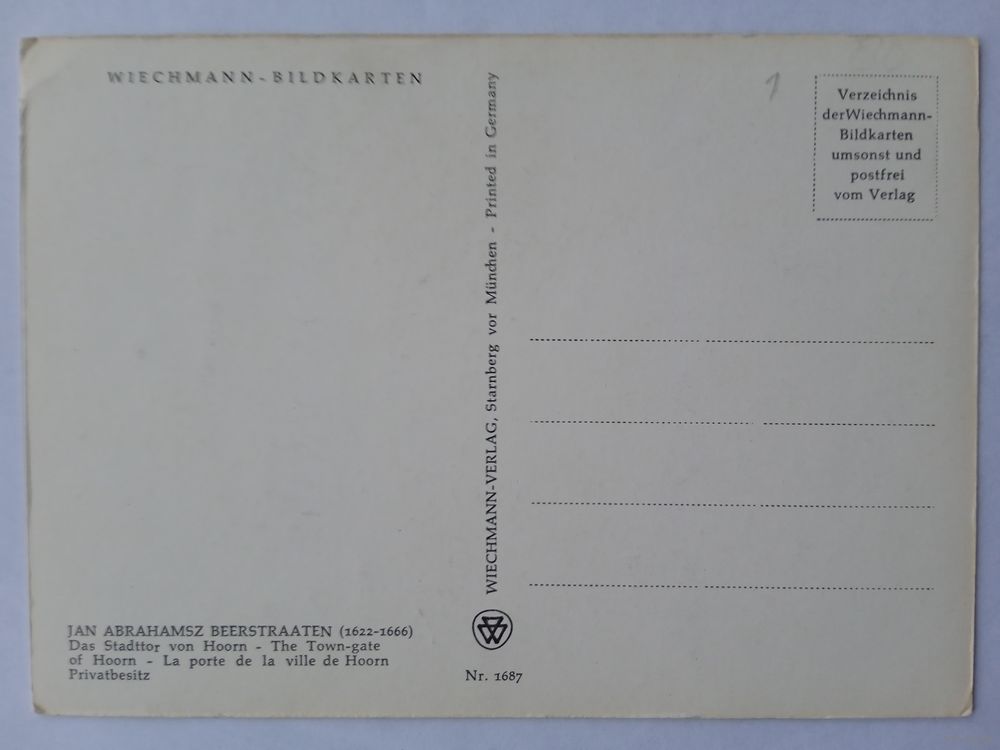 WIECHMANN-BILDKARTEN
1
Verzeichnis
derWiechmann-
Bildkarten
umsonst und
postfrei
vom Verlag
WIECHMANN-VERLAG, Starnberg vor München - Printed in Germany
JAN ABRAHAMSZ BEERSTRAATEN (1622-1666)
Das Stadttor von Hoorn - The Town-gate
of Hoorn - La porte de la ville de Hoorn
Privatbesitz
Nr. 1687